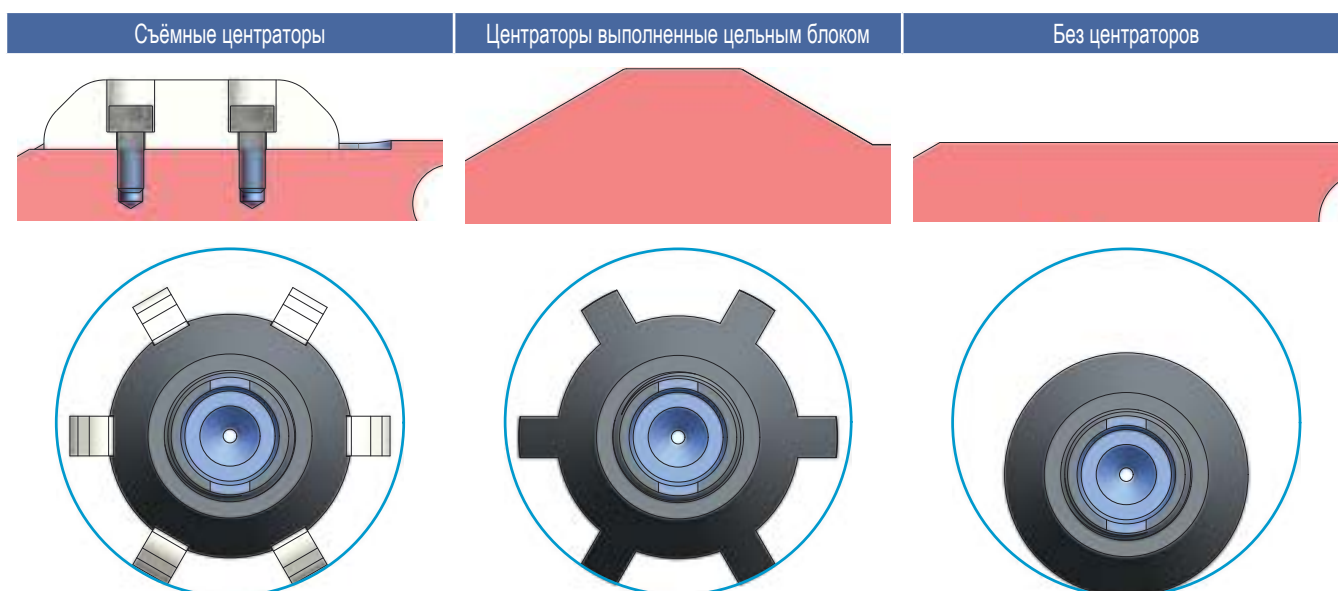 Съёмные центраторы
Центраторы выполненные цельным блоком
Без центраторов